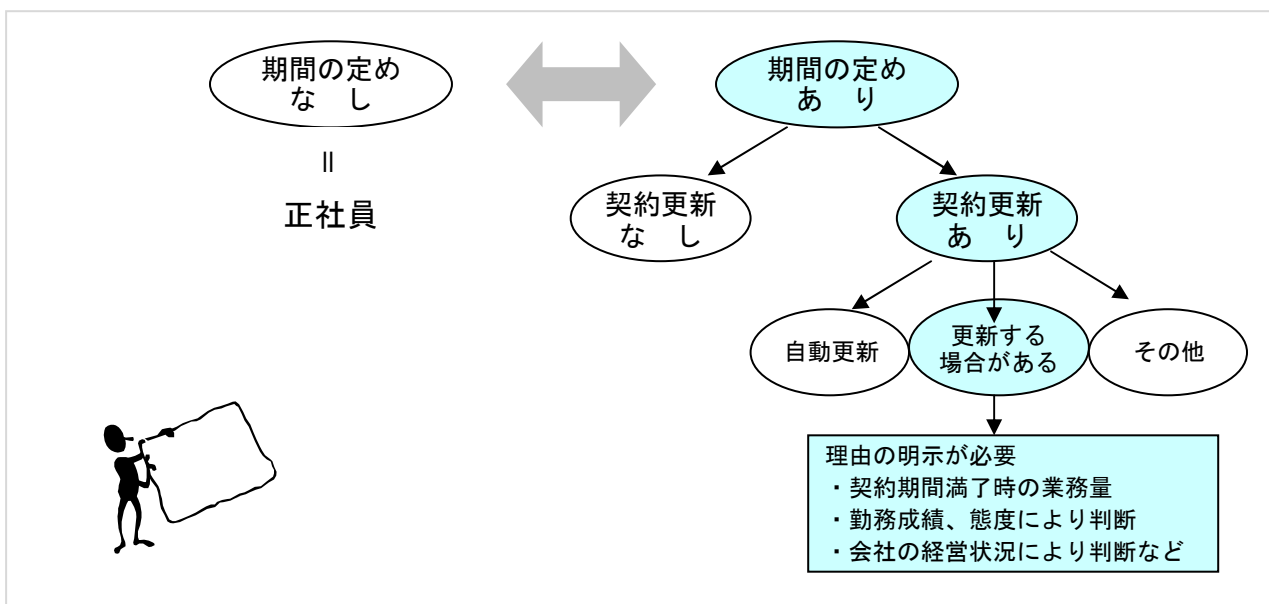 期間の定め
な　し
期間の定め
あ　り
＝
正社員
契約更新
な　し
契約更新
あ　り
自動更新
更新する
場合がある
その他
理由の明示が必要
・契約期間満了時の業務量
・勤務成績、態度により判断
・会社の経営状況により判断など